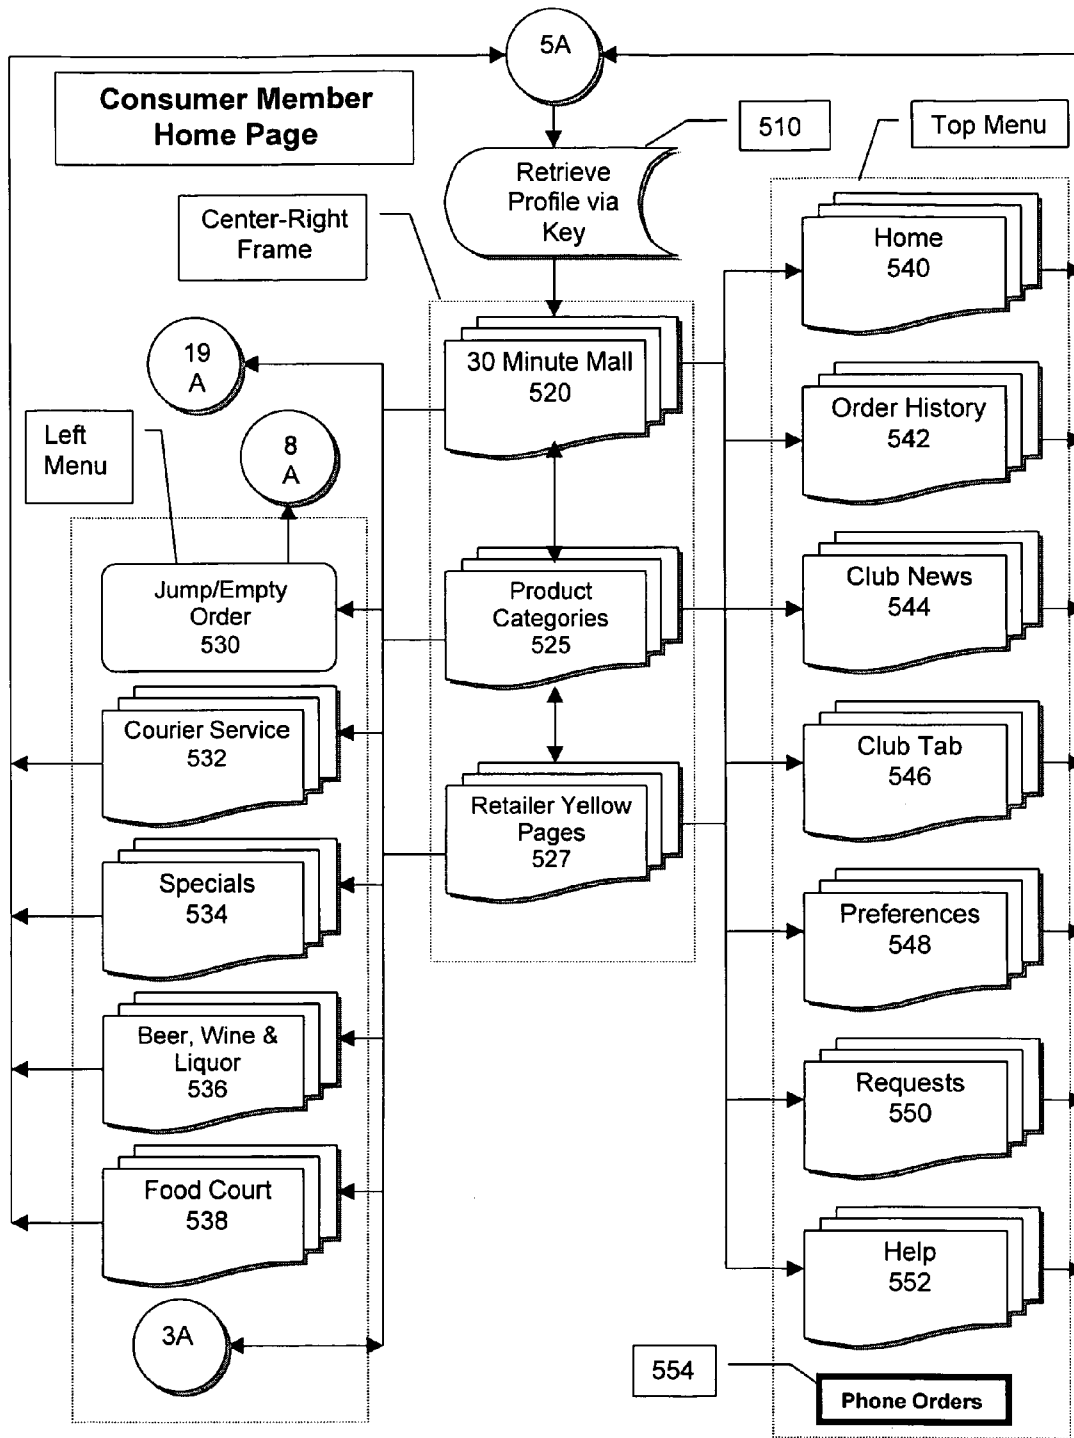 5A
Consumer Member
Home Page
510
Top Menu
Retrieve
Profile via
Key
Center-Right
Frame
Home
540
19
A
30 Minute Mall
520
Order History
542
Left
Menu
8
A
Club News
544
Jump/Empty
Order
530
Product
Categories
525
Courier Service
532
Club Tab
546
Retailer Yellow
Pages
527
Specials
534
Preferences
548
Beer, Wine &
Liquor
536
Requests
550
Food Court
538
Help
552
3A
554
Phone Orders